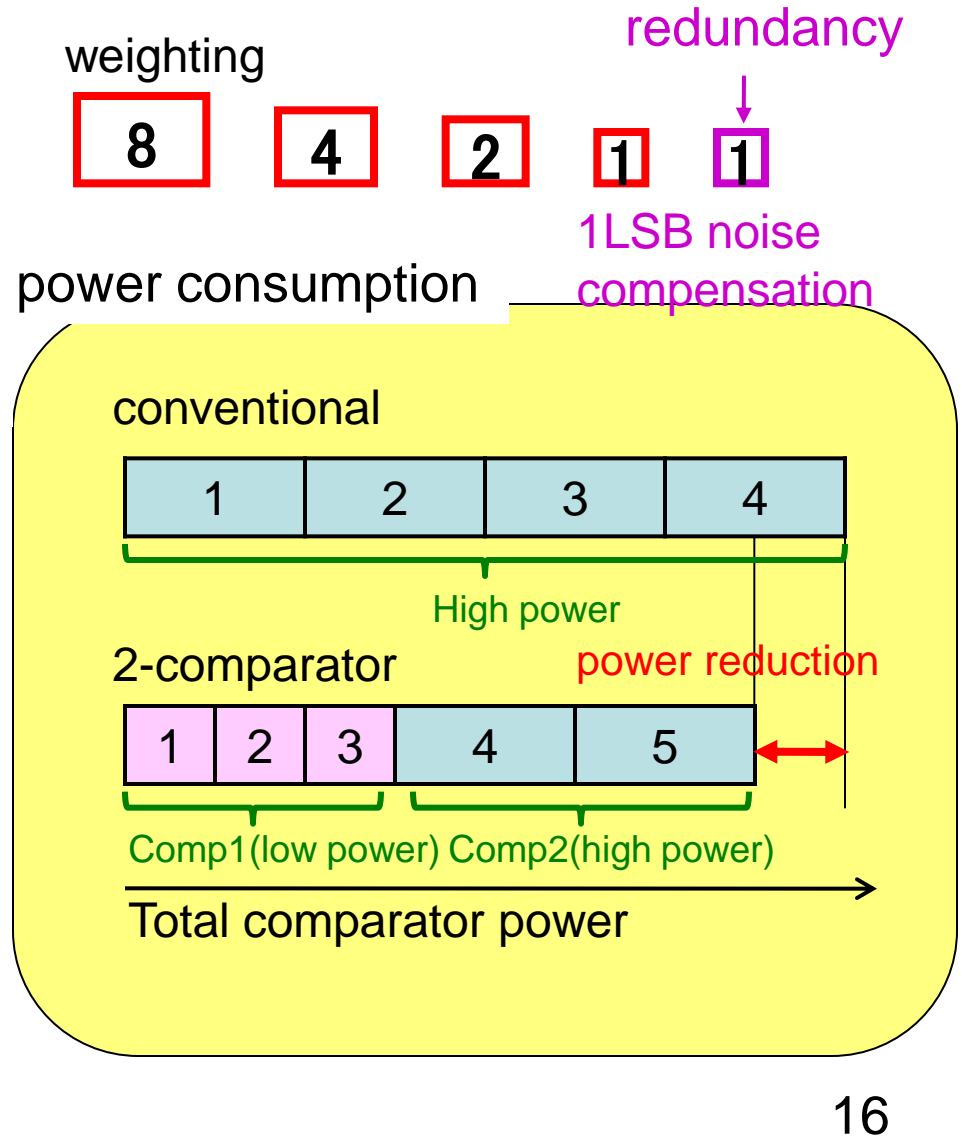 redundancy
weighting
8 4 2 1 1
1LSB noise
compensation
power consumption
conventional
1 2 3 4
High power
2-comparator
power reduction
1 2 3 4 5
Comp1(low power) Comp2(high power)
Total comparator power
16